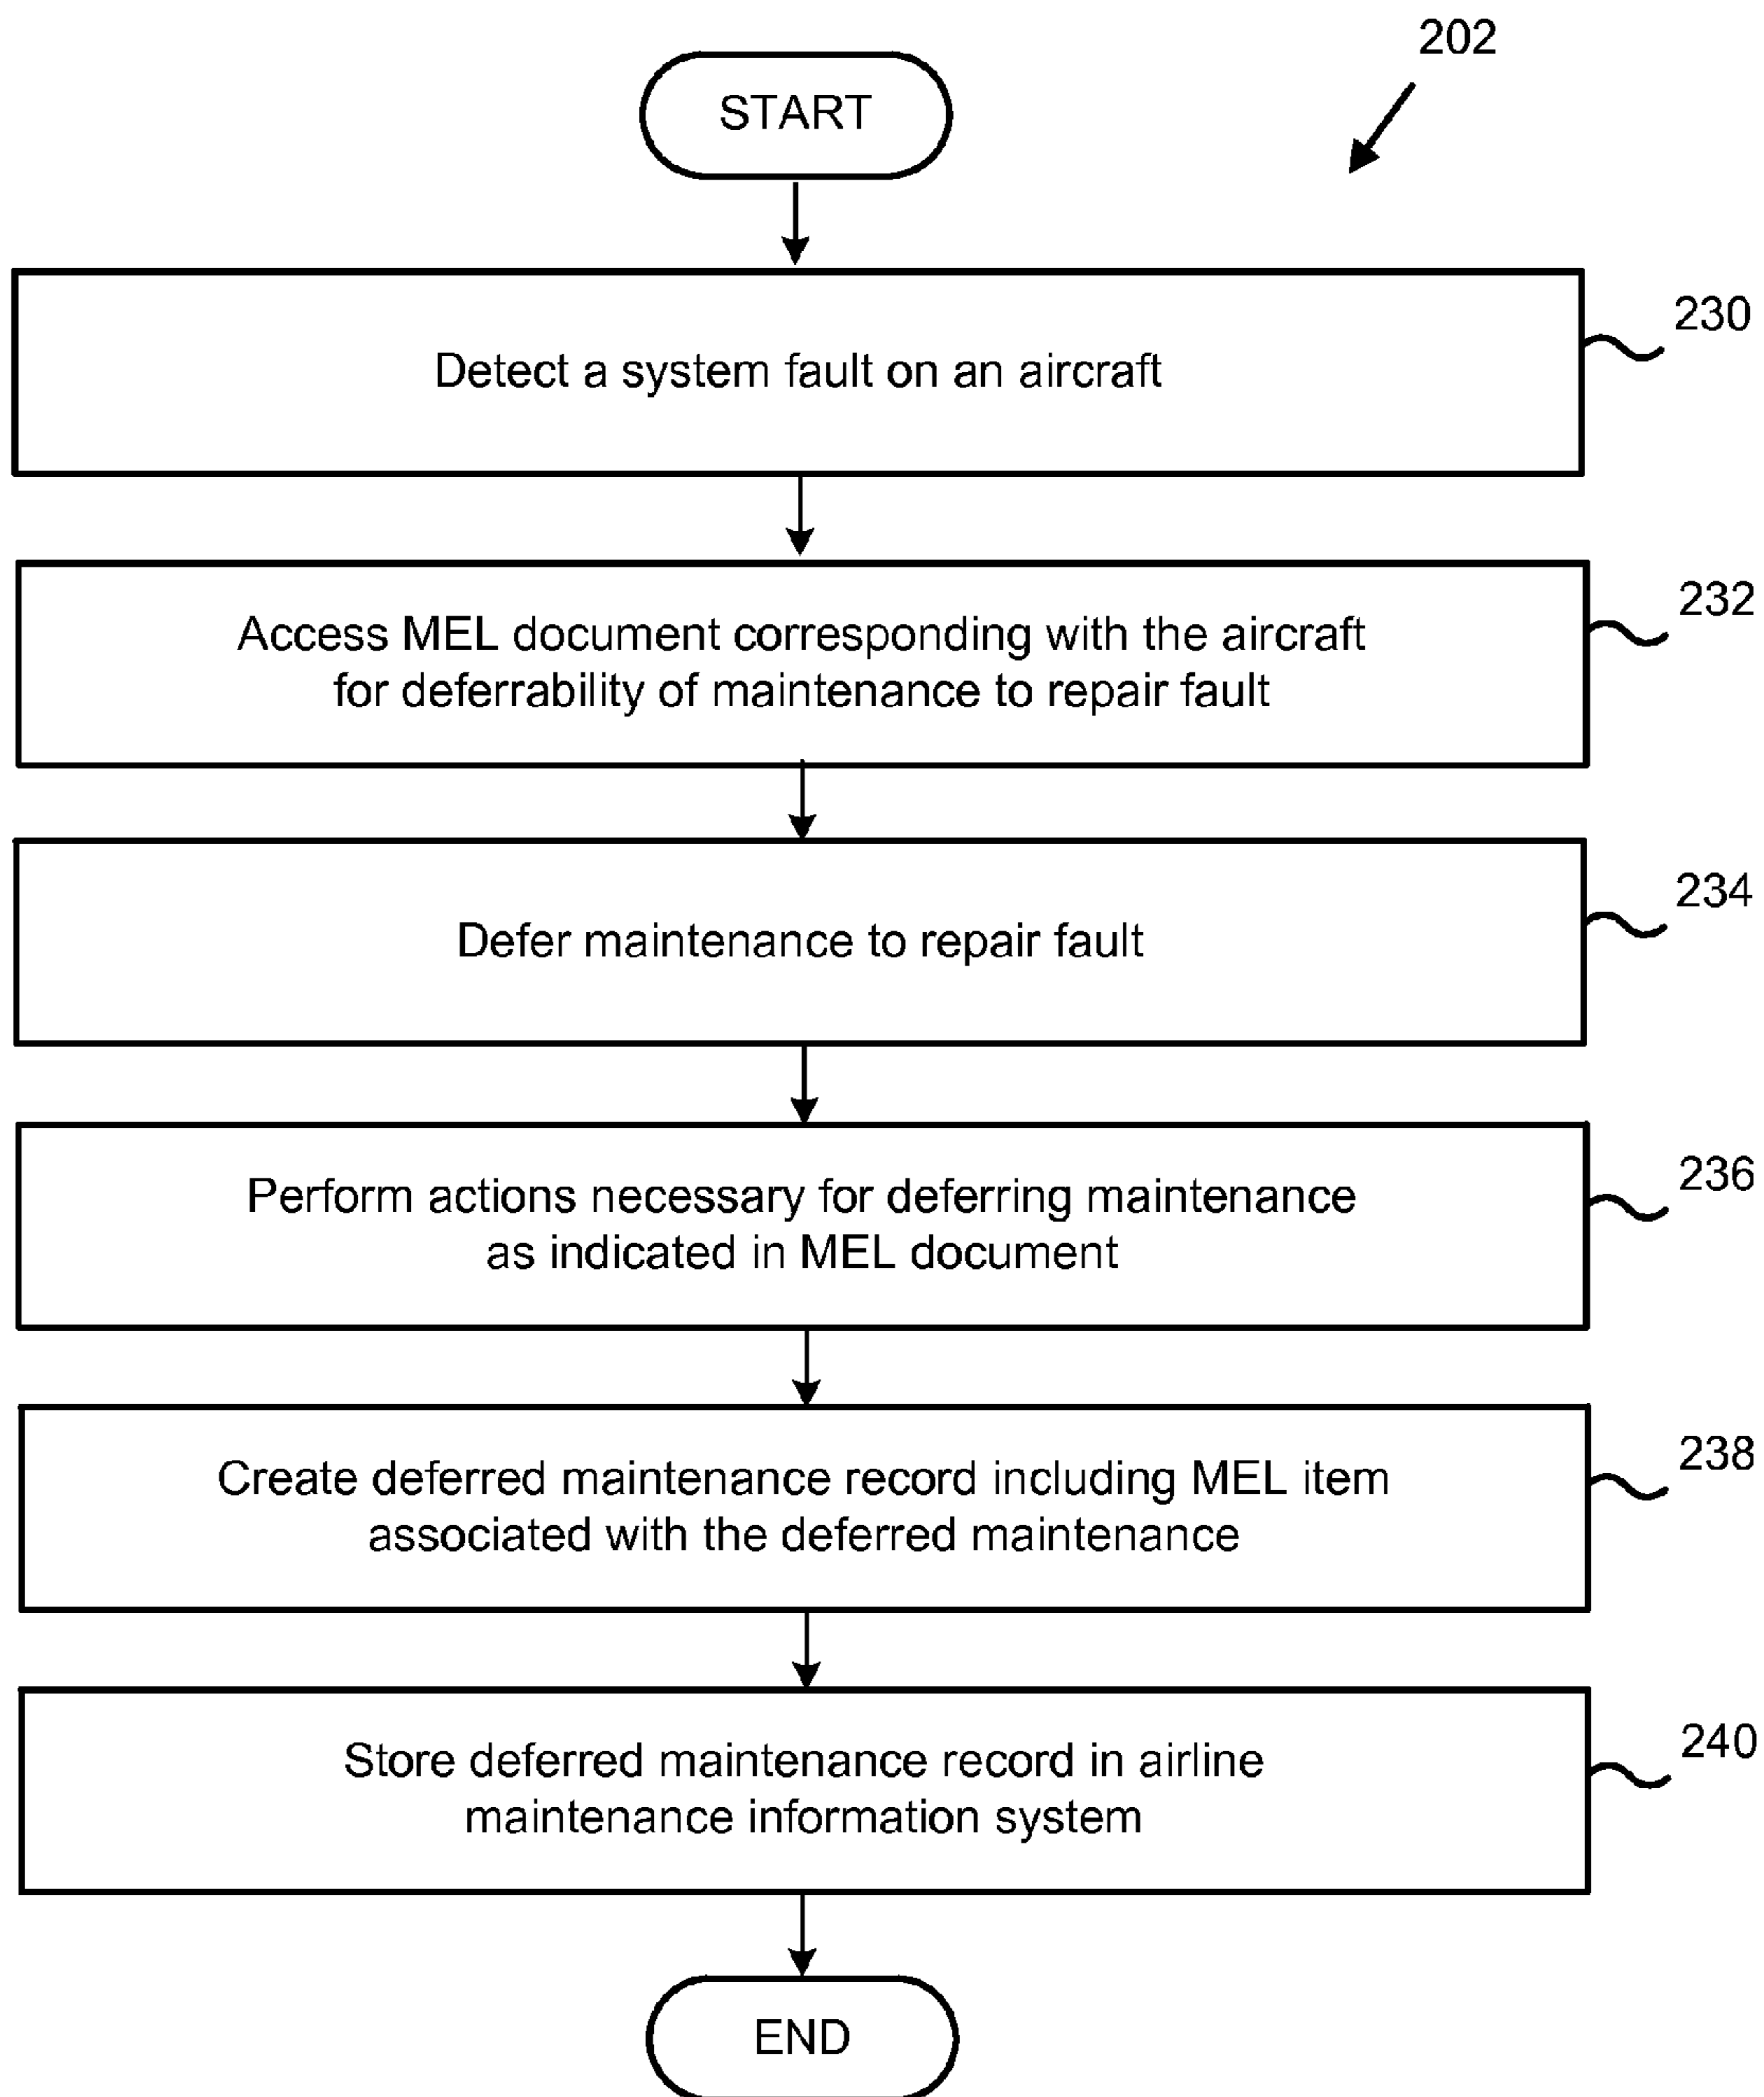 202
START
230
Detect a system fault on an aircraft
232
Access MEL document corresponding with the aircraft
for deferrability of maintenance to repair fault
234
Defer maintenance to repair fault
236
Perform actions necessary for deferring maintenance
as indicated in MEL document
238
Create deferred maintenance record including MEL item
associated with the deferred maintenance
240
Store deferred maintenance record in airline
maintenance information system
END